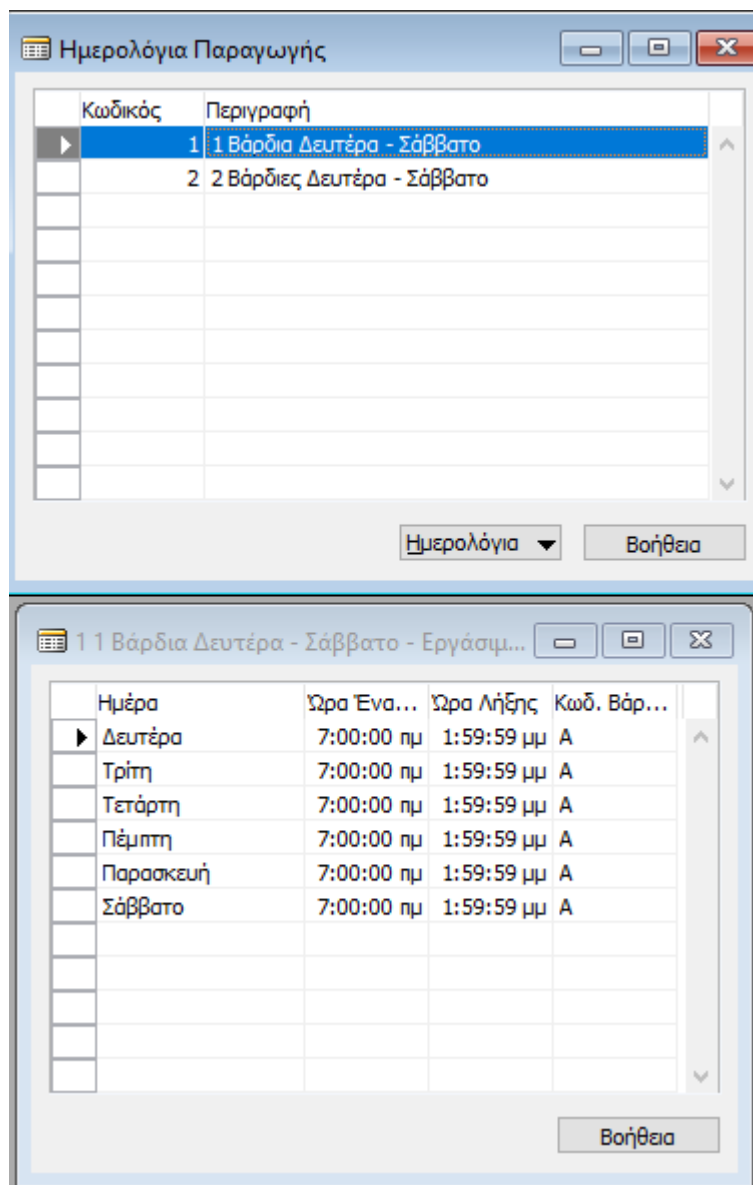 Ημερολόγια Παραγωγής
Κωδικός Περιγραφή
1 1 Βάρδια Δευτέρα - Σάββατο
2 2 Βάρδιες Δευτέρα - Σάββατο
Ημερολόγια Βοήθεια
1 1 Βάρδια Δευτέρα - Σάββατο - Εργάσιμ...
Ημέρα Ώρα Ένα... Ώρα Λήξης Κωδ. Βάρ...
Δευτέρα 7:00:00 πμ 1:59:59 μμ Α
Τρίτη 7:00:00 πμ 1:59:59 μμ Α
Τετάρτη 7:00:00 πμ 1:59:59 μμ Α
Πέμπτη 7:00:00 πμ 1:59:59 μμ Α
Παρασκευή 7:00:00 πμ 1:59:59 μμ Α
Σάββατο 7:00:00 πμ 1:59:59 μμ Α
Βοήθεια